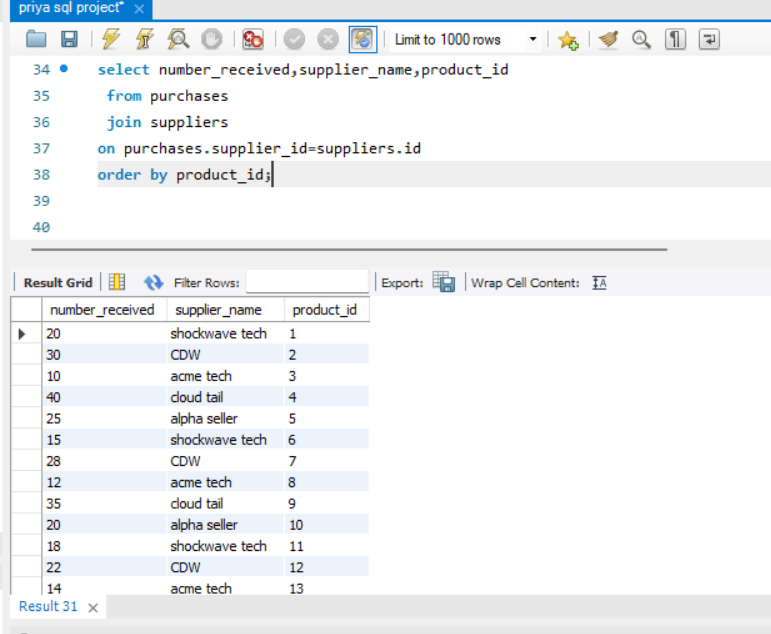 priya sql project* ×
Limit to 1000 rows
34 select number_received,supplier_name,product_id
35 from purchases
36 join suppliers
37 on purchases.supplier_id=suppliers.id
38 order by product_id;
39
40
Result Grid Filter Rows: Export: Wrap Cell Content:
number_received supplier_name product_id
20 shockwave tech 1
30 CDW 2
10 acme tech 3
40 cloud tail 4
25 alpha seller 5
15 shockwave tech 6
28 CDW 7
12 acme tech 8
35 cloud tail 9
20 alpha seller 10
18 shockwave tech 11
22 CDW 12
14 acme tech 13
Result 31 ×